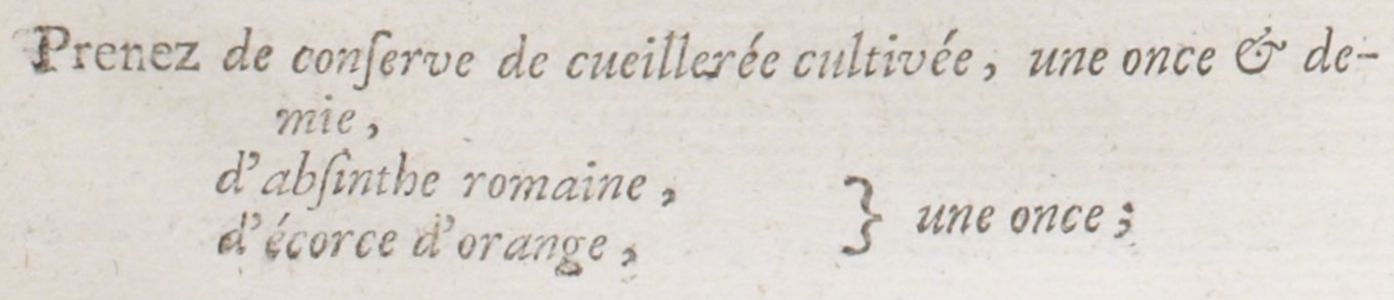 Prenez de conſerve de cueillerée cultivée, une once & de-
mie,
d'abſinthe romaine,
d'écorce d'orange, } une once;